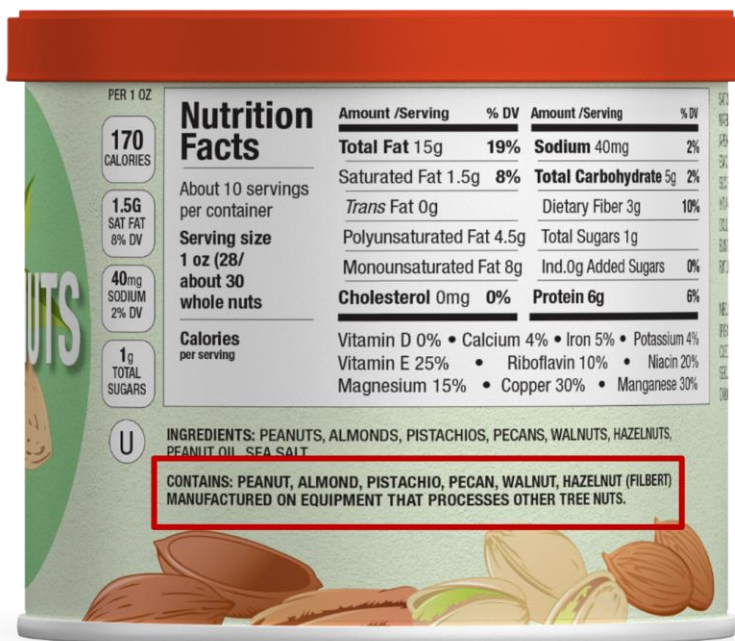 PER 1 OZ
170
CALORIES
1.5G
SAT FAT
8% DV
40mg
SODIUM
2% DV
1g
TOTAL
SUGARS
UTS
U
Nutrition
Facts
About 10 servings
per container
Serving size
1 oz (28/
about 30
whole nuts
Calories
per serving
Amount /Serving % DV
Total Fat 15g 19%
Saturated Fat 1.5g 8%
Trans Fat 0g
Polyunsaturated Fat 4.5g
Monounsaturated Fat 8g
Cholesterol 0mg 0%
Amount /Serving % DV
Sodium 40mg 2%
Total Carbohydrate 5g 2%
Dietary Fiber 3g 10%
Total Sugars 1g
Ind.0g Added Sugars 0%
Protein 6g 6%
Vitamin D 0% • Calcium 4% • Iron 5% • Potassium 4%
Vitamin E 25% • Riboflavin 10% • Niacin 20%
Magnesium 15% • Copper 30% • Manganese 30%
INGREDIENTS: PEANUTS, ALMONDS, PISTACHIOS, PECANS, WALNUTS, HAZELNUTS,
PEANUT OIL, SEA SALT
CONTAINS: PEANUT, ALMOND, PISTACHIO, PECAN, WALNUT, HAZELNUT (FILBERT)
MANUFACTURED ON EQUIPMENT THAT PROCESSES OTHER TREE NUTS.